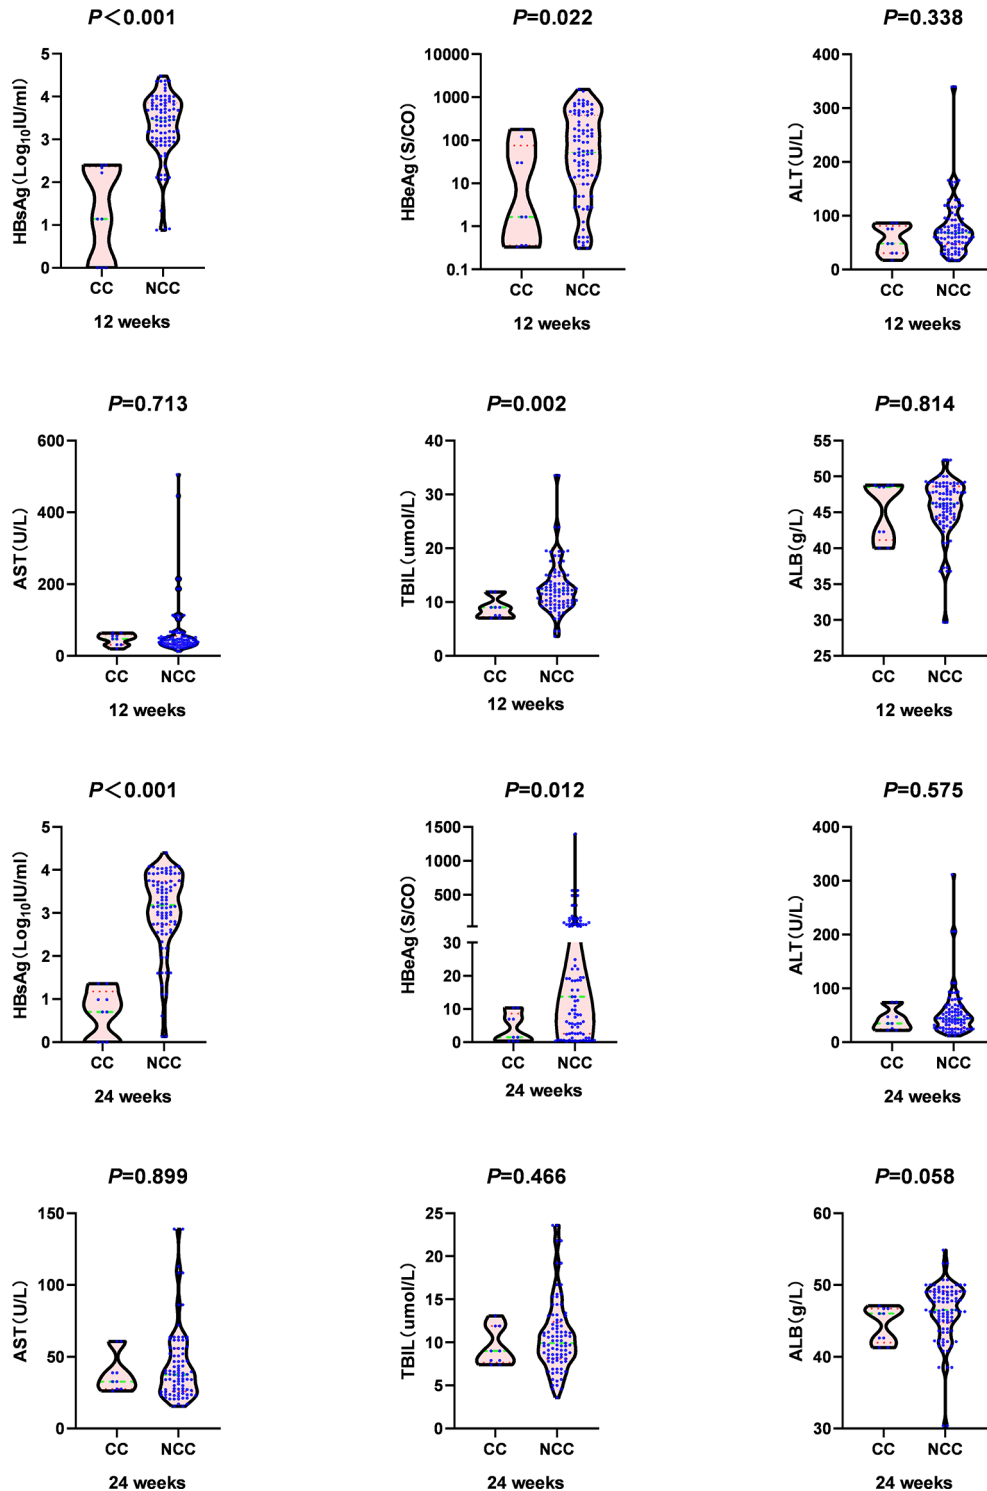 P＜0.001
HBsAg(Log10IU/ml)
5
4
3
2
1
0
CC NCC
12 weeks
P=0.022
HBeAg(S/CO)
10000
1000
100
10
1
0.1
CC NCC
12 weeks
P=0.338
ALT(U/L)
400
300
200
100
0
CC NCC
12 weeks
P=0.713
AST(U/L)
600
400
200
0
CC NCC
12 weeks
P=0.002
TBIL(umol/L)
40
30
20
10
0
CC NCC
12 weeks
P=0.814
ALB(g/L)
55
50
45
40
35
30
25
CC NCC
12 weeks
P＜0.001
HBsAg(Log10IU/ml)
5
4
3
2
1
0
CC NCC
24 weeks
P=0.012
HBeAg(S/CO)
1500
1000
500
30
20
10
0
CC NCC
24 weeks
P=0.575
ALT(U/L)
400
300
200
100
0
CC NCC
24 weeks
P=0.899
AST(U/L)
150
100
50
0
CC NCC
24 weeks
P=0.466
TBIL(umol/L)
25
20
15
10
5
0
CC NCC
24 weeks
P=0.058
ALB(g/L)
60
50
40
30
CC NCC
24 weeks